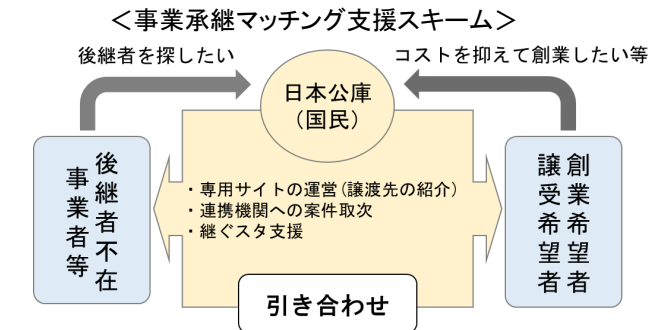 ＜事業承継マッチング支援スキーム＞
後継者を探したい
コストを抑えて創業したい等
日本公庫
（国民）
後継者不在
事業者等
・専用サイトの運営（譲渡先の紹介）
・連携機関への案件取次
・継ぐスタ支援
創業希望者
譲受希望者
引き合わせ